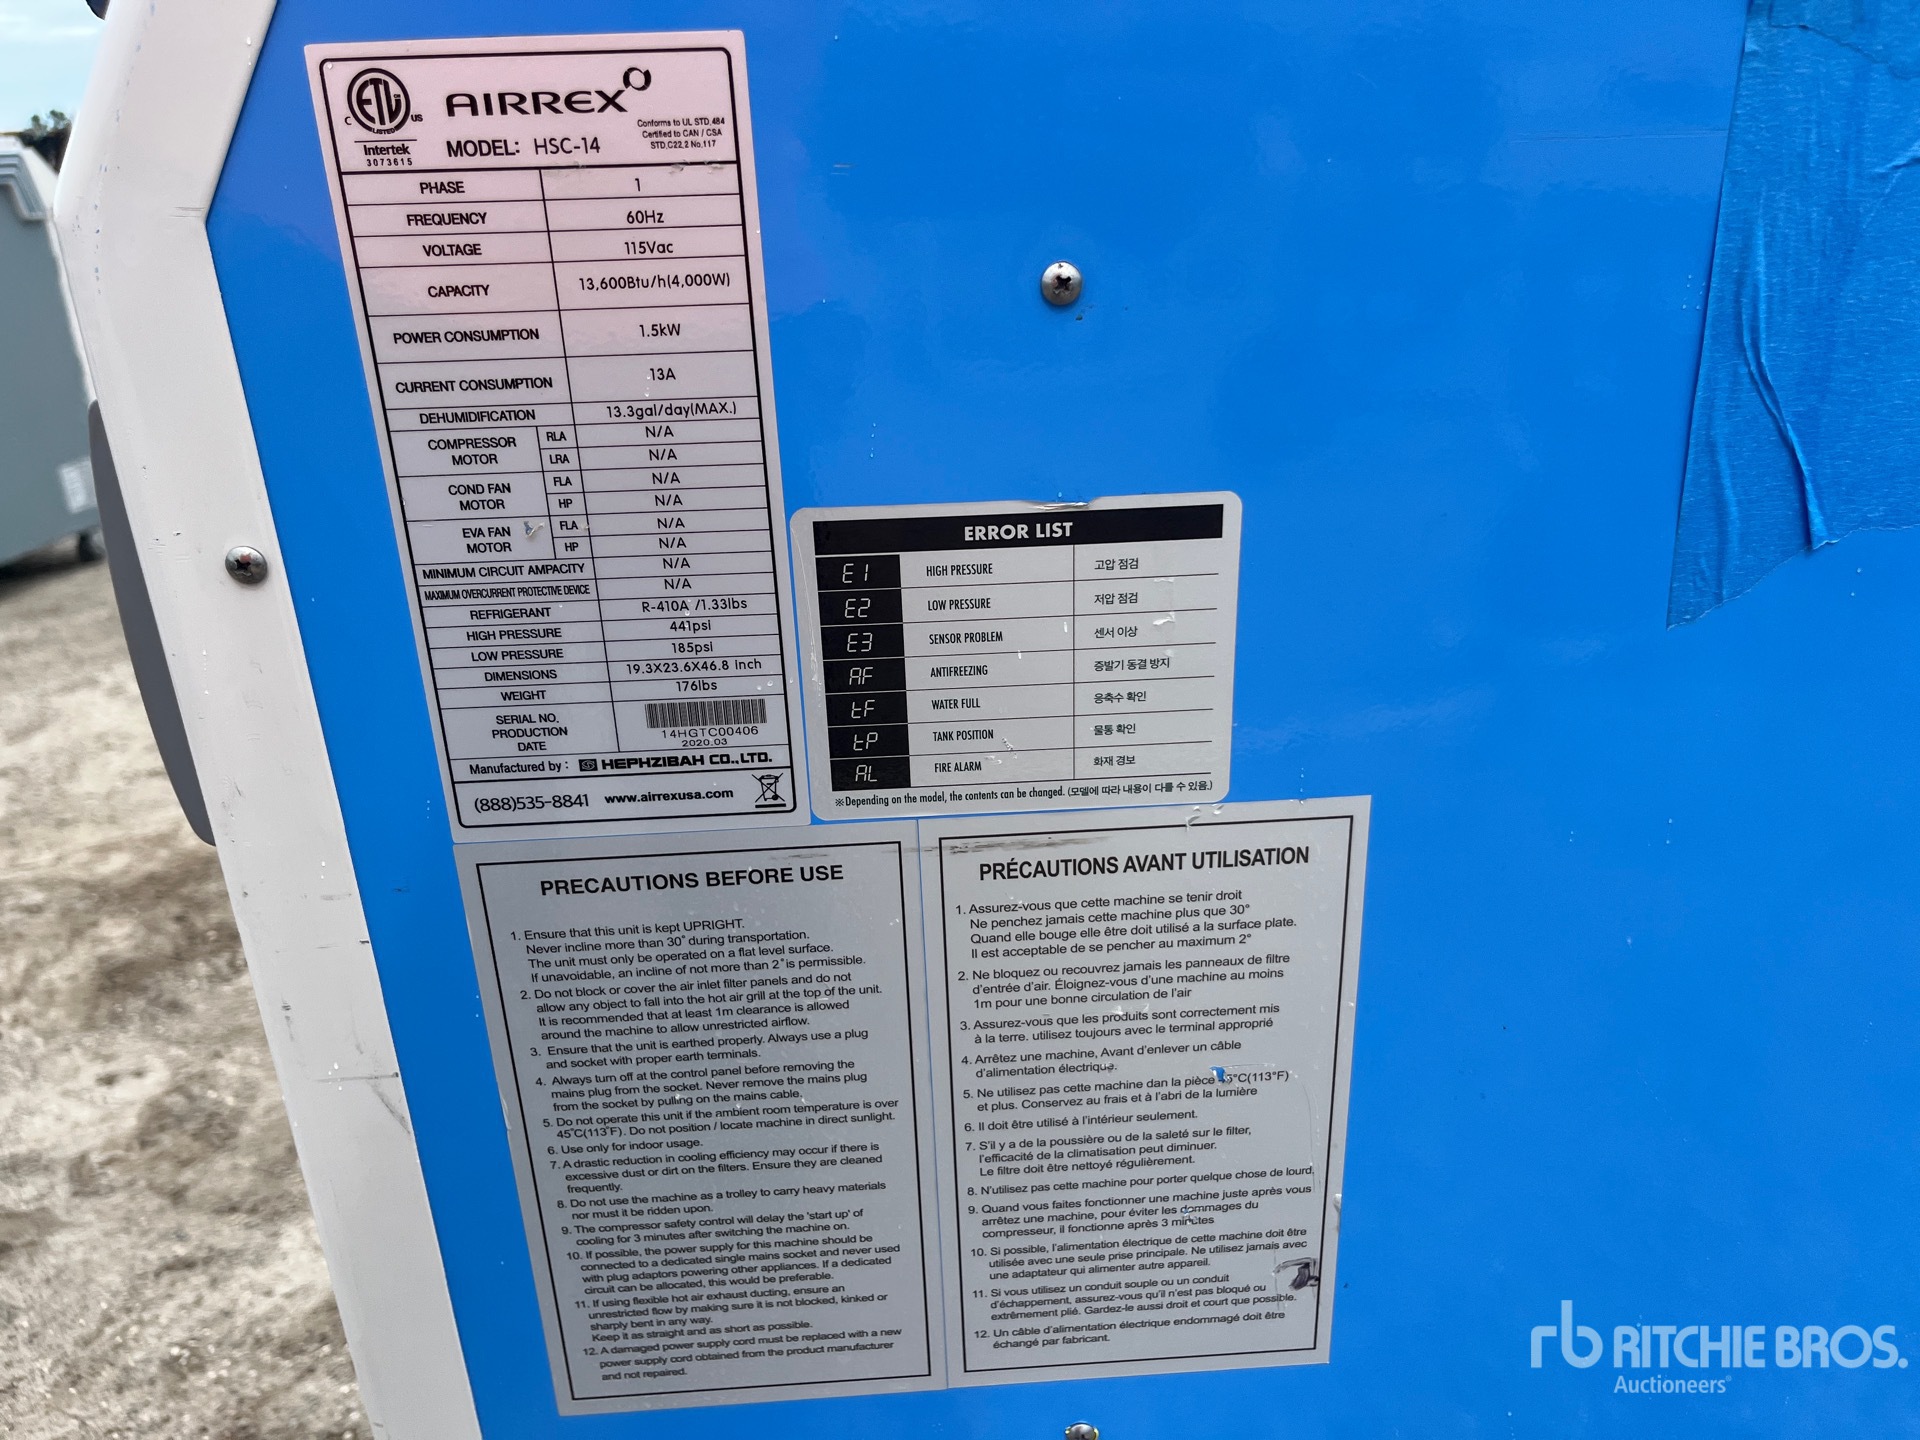 ETL
CM
LISTED
C
US
Intertek
3073615
AIRREX
MODEL: HSC-14
Conforms to UL STD.484
Certified to CAN / CSA
STD.C22.2 No.117
PHASE 1
FREQUENCY 60Hz
VOLTAGE 115Vac
CAPACITY 13,600Btu/h(4,000W)
POWER CONSUMPTION 1.5kW
CURRENT CONSUMPTION 13A
DEHUMIDIFICATION 13.3gal/day(MAX.)
COMPRESSOR MOTOR RLA N/A
LRA N/A
COND FAN MOTOR FLA N/A
HP N/A
EVA FAN MOTOR FLA N/A
HP N/A
MINIMUM CIRCUIT AMPACITY N/A
MAXIMUM OVERCURRENT PROTECTIVE DEVICE N/A
REFRIGERANT R-410A /1.33lbs
HIGH PRESSURE 441psi
LOW PRESSURE 185psi
DIMENSIONS 19.3X23.6X46.8 inch
WEIGHT 176lbs
SERIAL NO.
PRODUCTION
DATE
14HGTC00406
2020.03
Manufactured by : HEPHZIBAH CO.,LTD.
(888)535-8841 www.airrexusa.com
ERROR LIST
E1 HIGH PRESSURE 고압 점검
E2 LOW PRESSURE 저압 점검
E3 SENSOR PROBLEM 센서 이상
AF ANTIFREEZING 증발기 동결 방지
tF WATER FULL 응축수 확인
tP TANK POSITION 물통 확인
AL FIRE ALARM 화재 경보
※Depending on the model, the contents can be changed. (모델에 따라 내용이 다를 수 있음.)
PRECAUTIONS BEFORE USE
1. Ensure that this unit is kept UPRIGHT.
Never incline more than 30° during transportation.
The unit must only be operated on a flat level surface.
If unavoidable, an incline of not more than 2° is permissible.
2. Do not block or cover the air inlet filter panels and do not
allow any object to fall into the hot air grill at the top of the unit.
It is recommended that at least 1m clearance is allowed
around the machine to allow unrestricted airflow.
3. Ensure that the unit is earthed properly. Always use a plug
and socket with proper earth terminals.
4. Always turn off at the control panel before removing the
mains plug from the socket. Never remove the mains plug
from the socket by pulling on the mains cable.
5. Do not operate this unit if the ambient room temperature is over
45°C(113°F). Do not position / locate machine in direct sunlight.
6. Use only for indoor usage.
7. A drastic reduction in cooling efficiency may occur if there is
excessive dust or dirt on the filters. Ensure they are cleaned
frequently.
8. Do not use the machine as a trolley to carry heavy materials
nor must it be ridden upon.
9. The compressor safety control will delay the 'start up' of
cooling for 3 minutes after switching the machine on.
10. If possible, the power supply for this machine should be
connected to a dedicated single mains socket and never used
with plug adaptors powering other appliances. If a dedicated
circuit can be allocated, this would be preferable.
11. If using flexible hot air exhaust ducting, ensure an
unrestricted flow by making sure it is not blocked, kinked or
sharply bent in any way.
Keep it as straight and as short as possible.
12. A damaged power supply cord must be replaced with a new
power supply cord obtained from the product manufacturer
and not repaired.
PRÉCAUTIONS AVANT UTILISATION
1. Assurez-vous que cette machine se tenir droit
Ne penchez jamais cette machine plus que 30°
Quand elle bouge elle être doit utilisé a la surface plate.
Il est acceptable de se pencher au maximum 2°
2. Ne bloquez ou recouvrez jamais les panneaux de filtre
d'entrée d'air. Éloignez-vous d'une machine au moins
1m pour une bonne circulation de l'air
3. Assurez-vous que les produits sont correctement mis
à la terre. utilisez toujours avec le terminal approprié
4. Arrêtez une machine, Avant d'enlever un câble
d'alimentation électrique.
5. Ne utilisez pas cette machine dan la pièce 45°C(113°F)
et plus. Conservez au frais et à l'abri de la lumière
6. Il doit être utilisé à l'intérieur seulement.
7. S'il y a de la poussière ou de la saleté sur le filter,
l'efficacité de la climatisation peut diminuer.
Le filtre doit être nettoyé régulièrement.
8. N'utilisez pas cette machine pour porter quelque chose de lourd.
9. Quand vous faites fonctionner une machine juste après vous
arrêtez une machine, pour éviter les dommages du
compresseur, il fonctionne après 3 minutes
10. Si possible, l'alimentation électrique de cette machine doit être
utilisée avec une seule prise principale. Ne utilisez jamais avec
une adaptateur qui alimenter autre appareil.
11. Si vous utilisez un conduit souple ou un conduit
d'échappement, assurez-vous qu'il n'est pas bloqué ou
extrêmement plié. Gardez-le aussi droit et court que possible.
12. Un câble d'alimentation électrique endommagé doit être
échangé par fabricant.
rb RITCHIE BROS.
Auctioneers